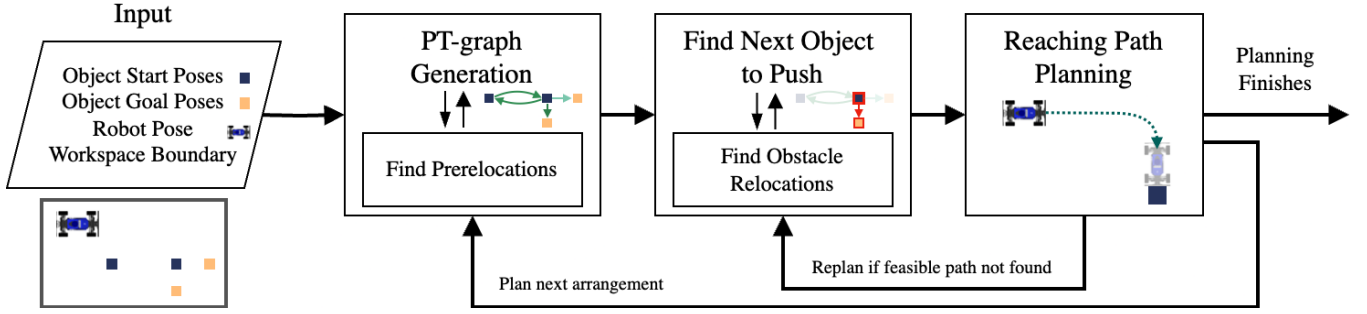 Input
Object Start Poses
Object Goal Poses
Robot Pose
Workspace Boundary
PT-graph
Generation
Find Prerelocations
Find Next Object
to Push
Find Obstacle
Relocations
Reaching Path
Planning
Planning
Finishes
Replan if feasible path not found
Plan next arrangement